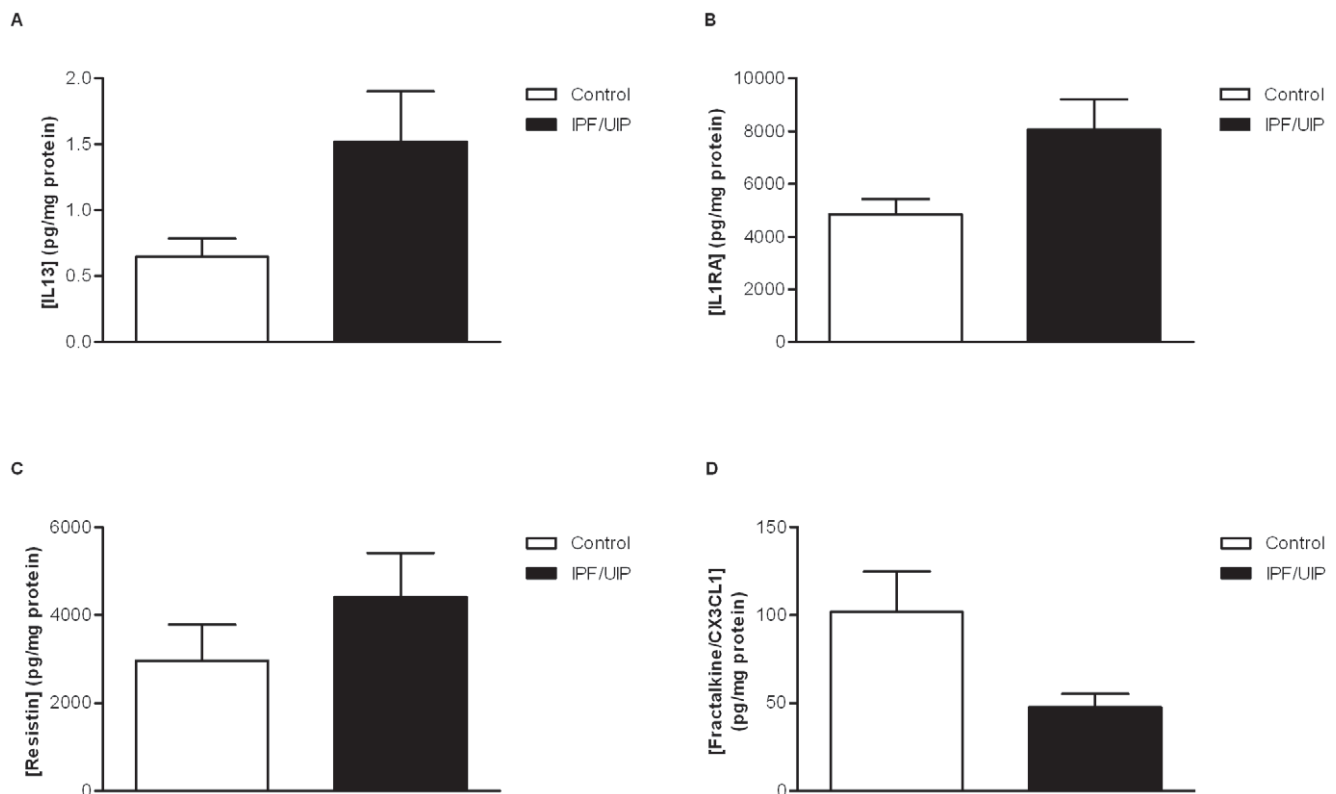 A
[IL13] (pg/mg protein)
2.0
1.5
1.0
0.5
0.0
Control
IPF/UIP
B
[IL1RA] (pg/mg protein)
10000
8000
6000
4000
2000
0
Control
IPF/UIP
C
[Resistin] (pg/mg protein)
6000
4000
2000
0
Control
IPF/UIP
D
[Fractalkine/CX3CL1]
(pg/mg protein)
150
100
50
0
Control
IPF/UIP